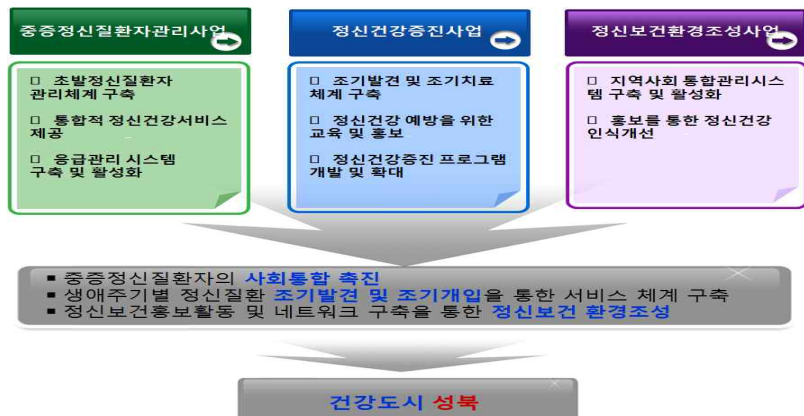 중증정신질환자관리사업
정신건강증진사업
정신보건환경조성사업
□ 초발정신질환자
관리체계 구축
□ 통합적 정신건강서비스
제공
□ 응급관리 시스템
구축 및 활성화
□ 조기발견 및 조기치료
체계 구축
□ 정신건강 예방을 위한
교육 및 홍보
□ 정신건강증진 프로그램
개발 및 확대
□ 지역사회 통합관리시스
템 구축 및 활성화
□ 홍보를 통한 정신건강
인식개선
▪ 중증정신질환자의 사회통합 촉진
▪ 생애주기별 정신질환 조기발견 및 조기개입을 통한 서비스 체계 구축
▪ 정신보건홍보활동 및 네트워크 구축을 통한 정신보건 환경조성
건강도시 성북